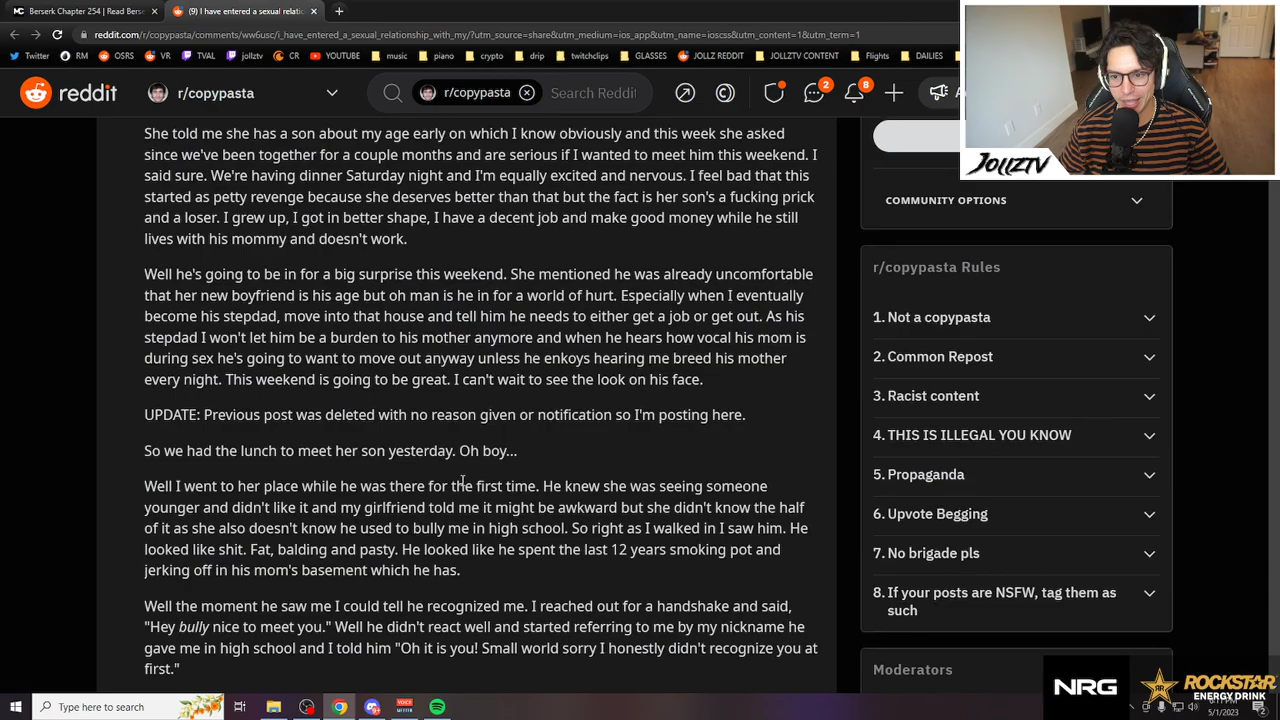 Berserk Chapter 254 | Read Berse
(9) I have entered a sexual relatio
reddit.com/r/copypasta/comments/ww6usc/i_have_entered_a_sexual_relationship_with_my/?utm_source=share&utm_medium=ios_app&utm_name=ioscss&utm_content=1&utm_term=1
Twitter RM OSRS VR TVAL jollztv CR YOUTUBE music piano crypto drip twitchclips GLASSES JOLLZ REDDIT JOLLZTV CONTENT Flights DAILIES
reddit r/copypasta r/copypasta Search Reddit 2 8
She told me she has a son about my age early on which I know obviously and this week she asked
since we've been together for a couple months and are serious if I wanted to meet him this weekend. I
said sure. We're having dinner Saturday night and I'm equally excited and nervous. I feel bad that this
started as petty revenge because she deserves better than that but the fact is her son's a fucking prick
and a loser. I grew up, I got in better shape, I have a decent job and make good money while he still
lives with his mommy and doesn't work.
Well he's going to be in for a big surprise this weekend. She mentioned he was already uncomfortable
that her new boyfriend is his age but oh man is he in for a world of hurt. Especially when I eventually
become his stepdad, move into that house and tell him he needs to either get a job or get out. As his
stepdad I won't let him be a burden to his mother anymore and when he hears how vocal his mom is
during sex he's going to want to move out anyway unless he enkoys hearing me breed his mother
every night. This weekend is going to be great. I can't wait to see the look on his face.
UPDATE: Previous post was deleted with no reason given or notification so I'm posting here.
So we had the lunch to meet her son yesterday. Oh boy...
Well I went to her place while he was there for the first time. He knew she was seeing someone
younger and didn't like it and my girlfriend told me it might be awkward but she didn't know the half
of it as she also doesn't know he used to bully me in high school. So right as I walked in I saw him. He
looked like shit. Fat, balding and pasty. He looked like he spent the last 12 years smoking pot and
jerking off in his mom's basement which he has.
Well the moment he saw me I could tell he recognized me. I reached out for a handshake and said,
"Hey bully nice to meet you." Well he didn't react well and started referring to me by my nickname he
gave me in high school and I told him "Oh it is you! Small world sorry I honestly didn't recognize you at
first."
JOLLZTV
COMMUNITY OPTIONS
r/copypasta Rules
1. Not a copypasta
2. Common Repost
3. Racist content
4. THIS IS ILLEGAL YOU KNOW
5. Propaganda
6. Upvote Begging
7. No brigade pls
8. If your posts are NSFW, tag them as
such
Moderators
NRG
ROCKSTAR
ENERGY DRINK
Type here to search
5/1/2023